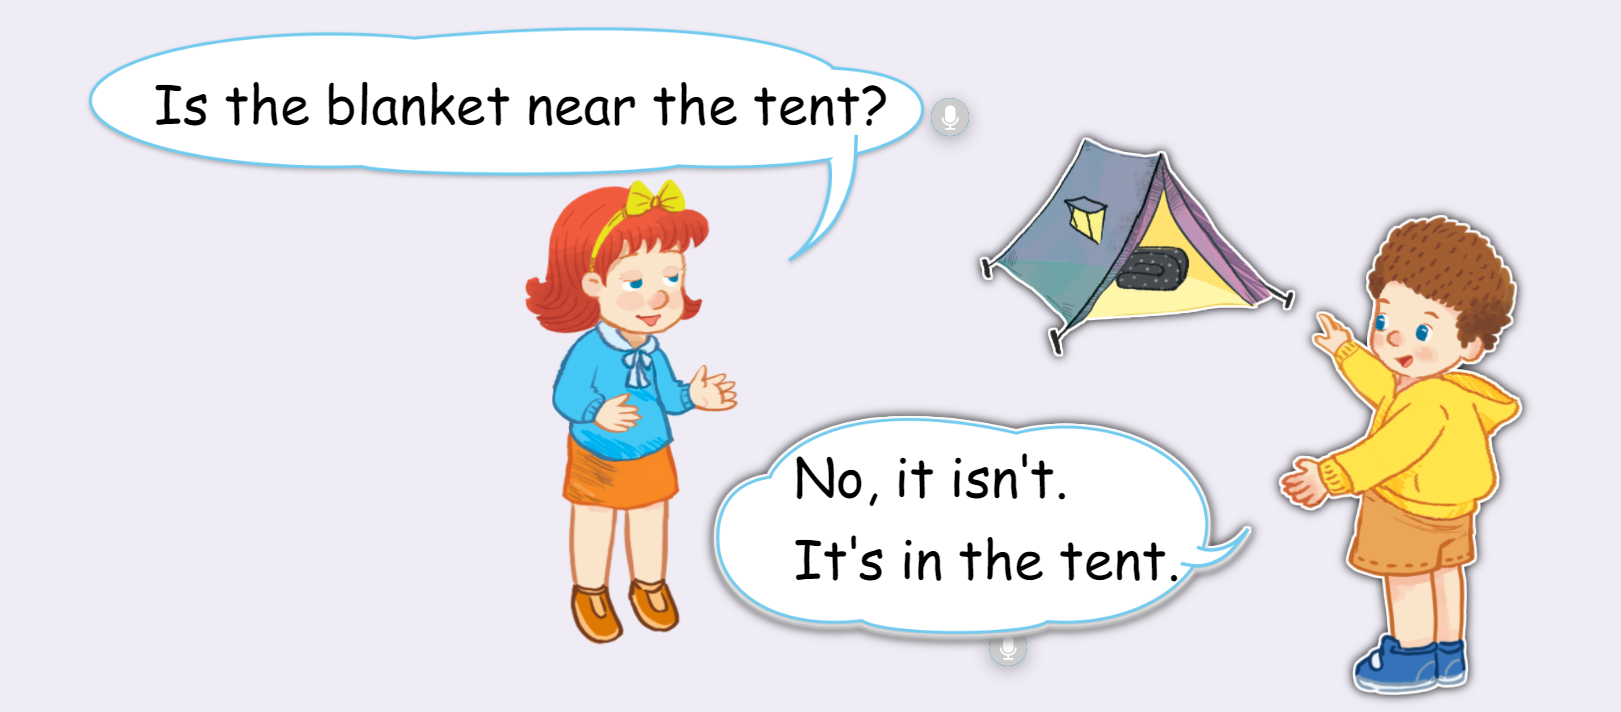 Is the blanket near the tent?
No, it isn't.
It's in the tent.